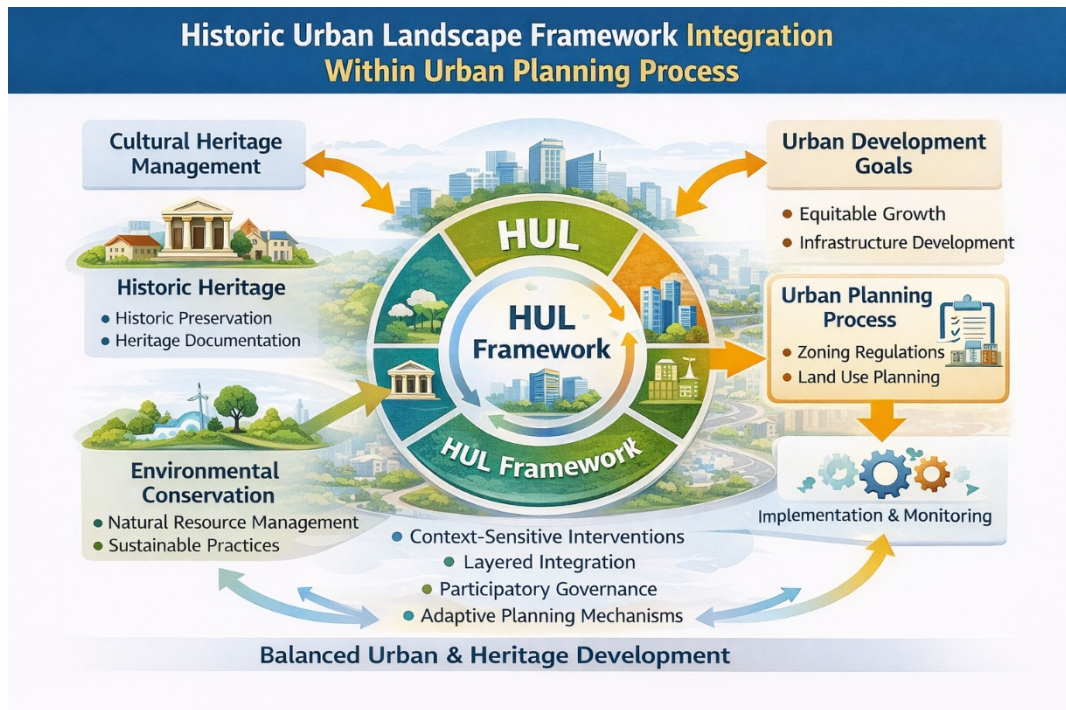 Historic Urban Landscape Framework Integration
Within Urban Planning Process
Cultural Heritage
Management
Historic Heritage
• Historic Preservation
• Heritage Documentation
Environmental
Conservation
• Natural Resource Management
• Sustainable Practices
HUL
HUL
Framework
HUL Framework
• Context-Sensitive Interventions
• Layered Integration
• Participatory Governance
• Adaptive Planning Mechanisms
Urban Development
Goals
• Equitable Growth
• Infrastructure Development
Urban Planning
Process
• Zoning Regulations
• Land Use Planning
Implementation & Monitoring
Balanced Urban & Heritage Development